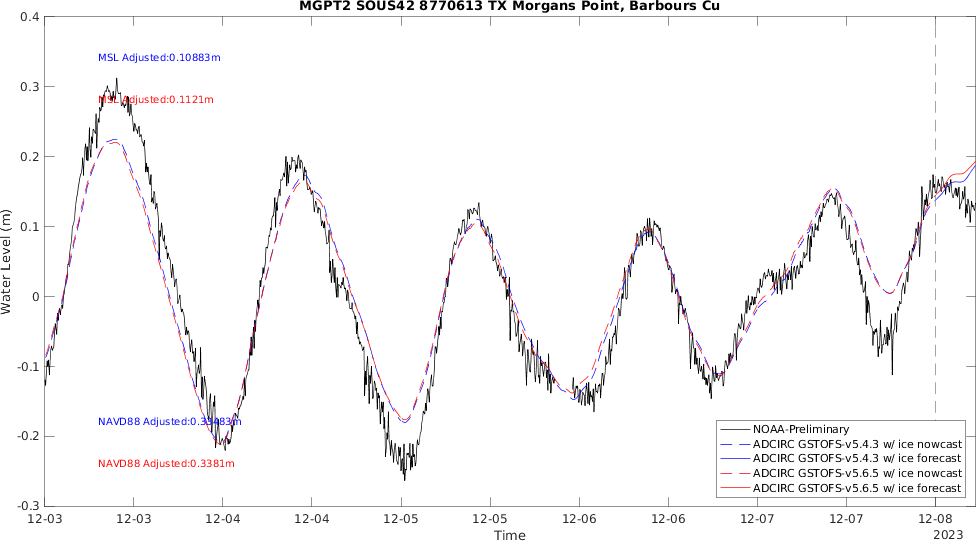 MGPT2 SOUS42 8770613 TX Morgans Point, Barbours Cu
0.4
0.3
0.2
0.1
0
-0.1
-0.2
-0.3
Water Level (m)
MSL Adjusted:0.10883m
MSL Adjusted:0.1121m
NAVD88 Adjusted:0.33483m
NAVD88 Adjusted:0.3381m
NOAA-Preliminary
ADCIRC GSTOFS-v5.4.3 w/ ice nowcast
ADCIRC GSTOFS-v5.4.3 w/ ice forecast
ADCIRC GSTOFS-v5.6.5 w/ ice nowcast
ADCIRC GSTOFS-v5.6.5 w/ ice forecast
12-03 12-03 12-04 12-04 12-05 12-05 12-06 12-06 12-07 12-07 12-08
Time
2023